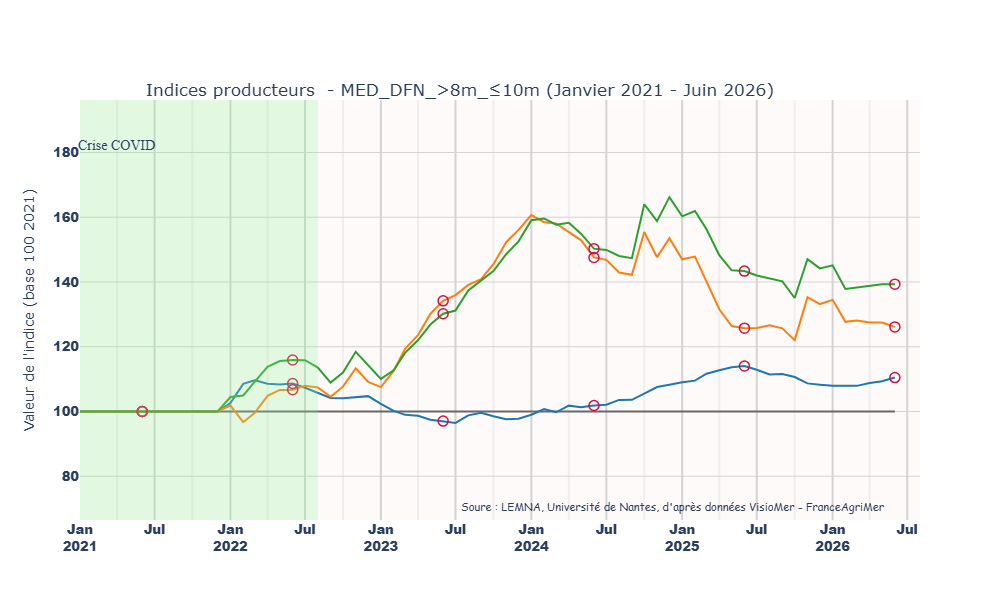 Indices producteurs - MED_DFN_>8m_≤10m (Janvier 2021 - Juin 2026)
Crise COVID
Valeur de l'indice (base 100 2021)
180
160
140
120
100
80
Soure : LEMNA, Université de Nantes, d'après données VisioMer - FranceAgriMer
Jan Jul Jan Jul Jan Jul Jan Jul Jan Jul Jan Jul
2021 2022 2023 2024 2025 2026